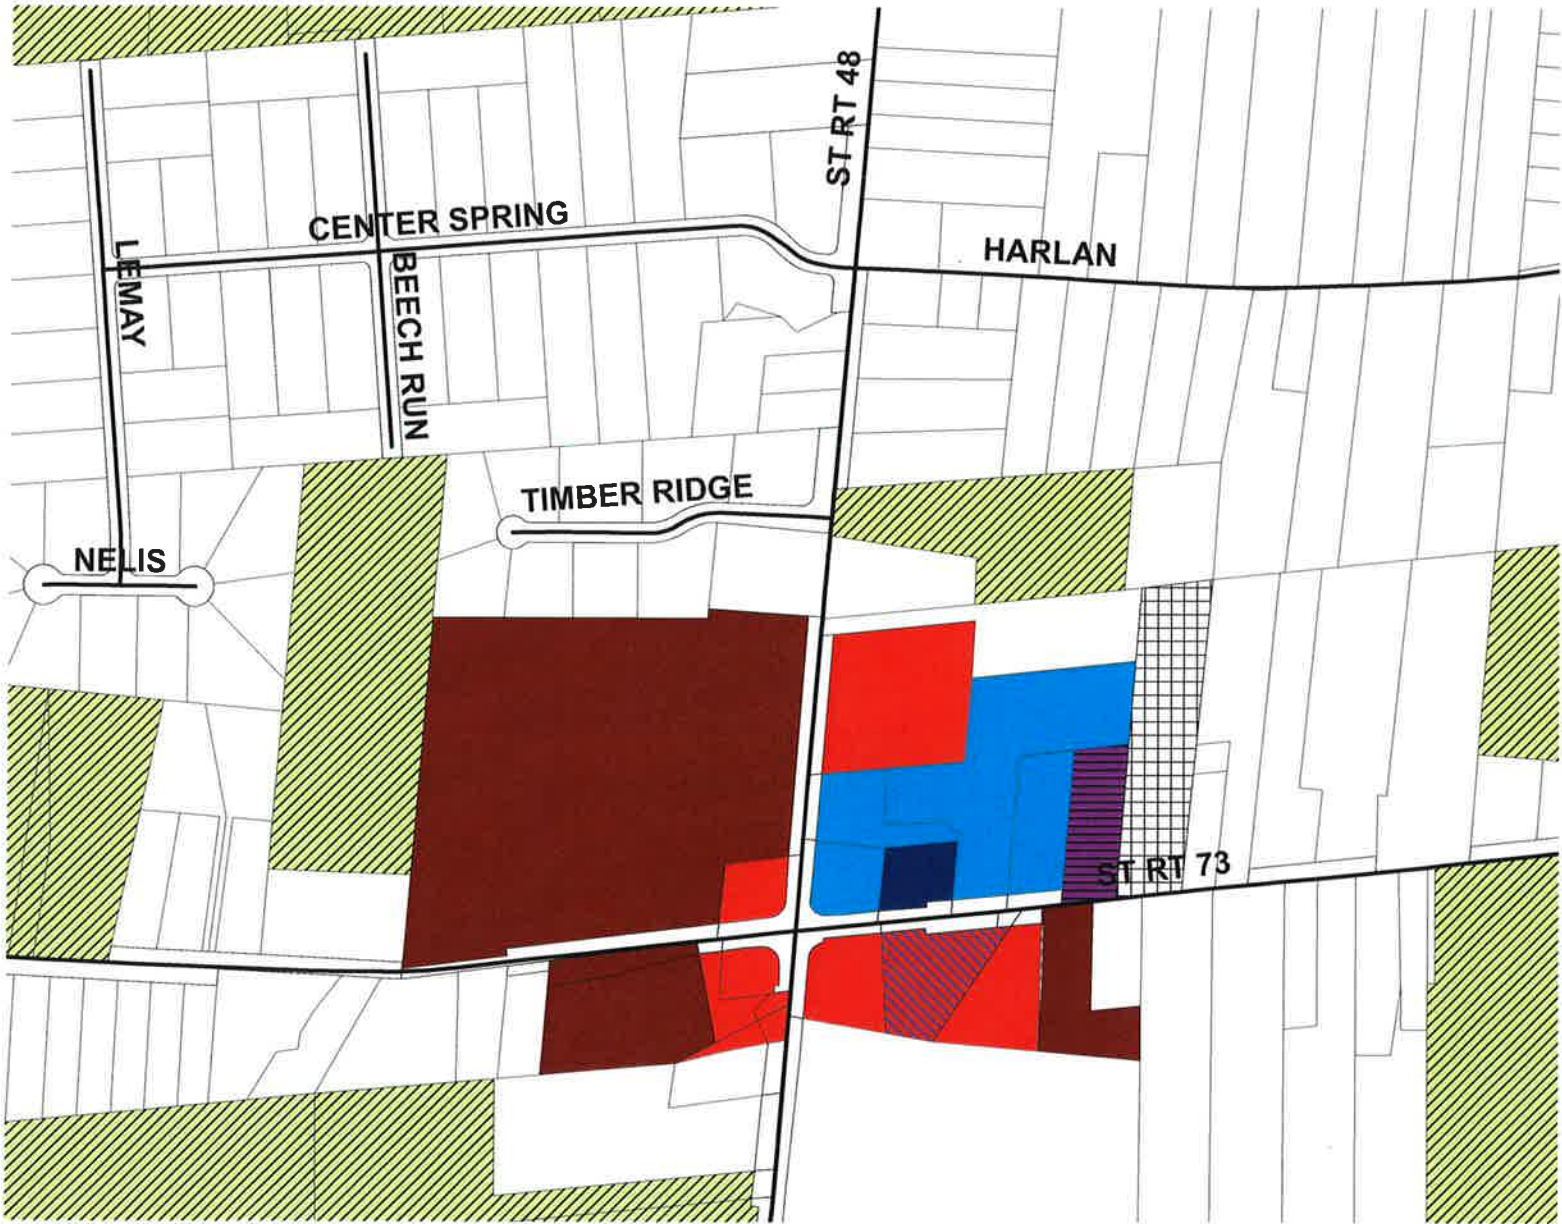 ST RT 48
CENTER SPRING
HARLAN
LEMAY
BEECH RUN
TIMBER RIDGE
NELIS
ST RT 73